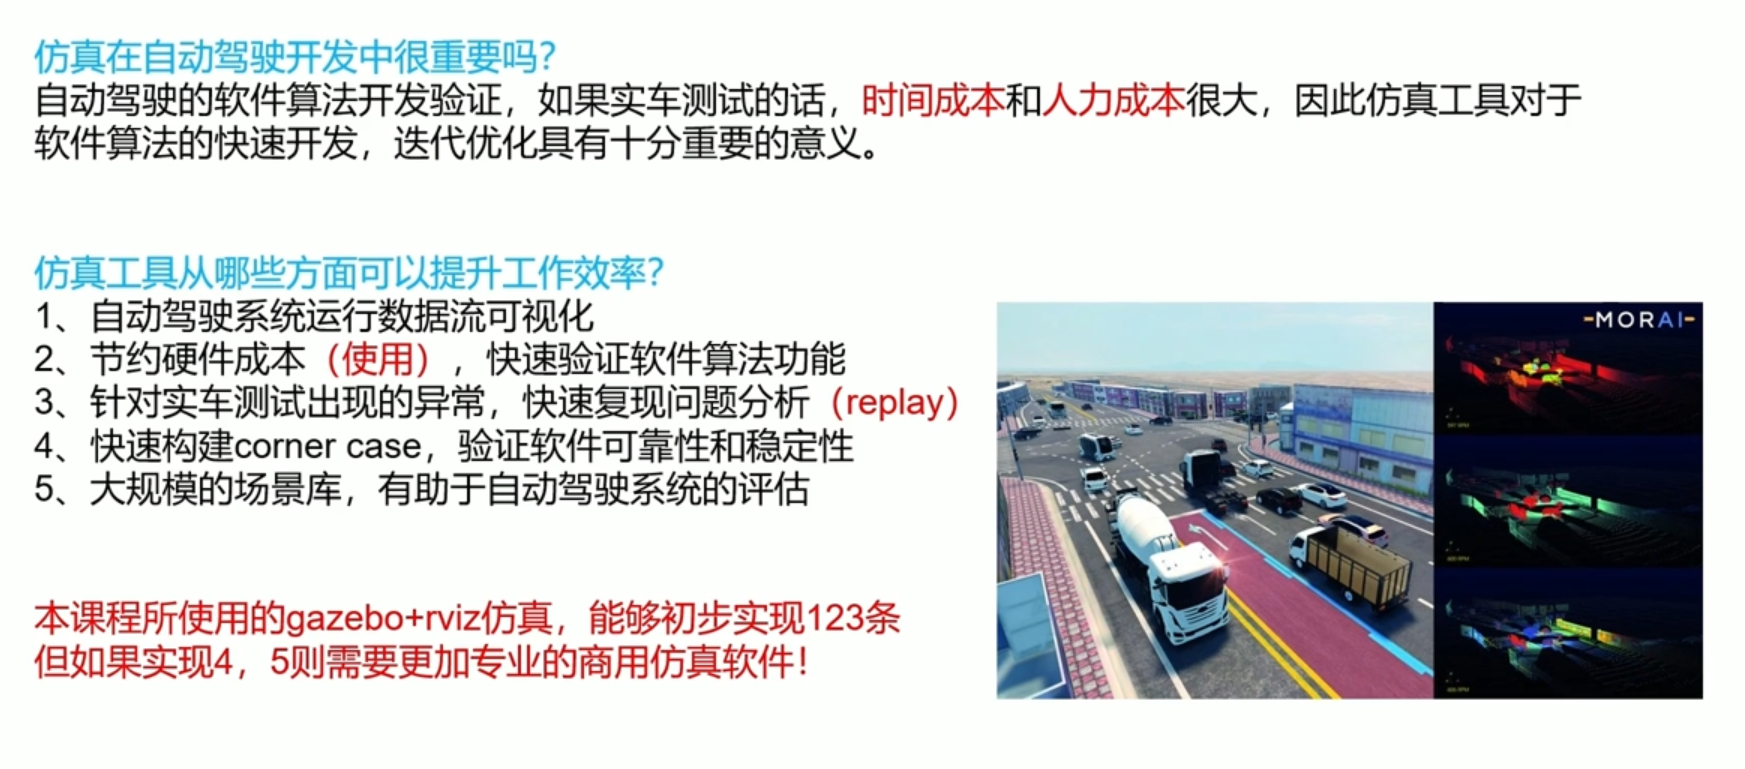 仿真在自动驾驶开发中很重要吗？
自动驾驶的软件算法开发验证，如果实车测试的话，时间成本和人力成本很大，因此仿真工具对于
软件算法的快速开发，迭代优化具有十分重要的意义。
仿真工具从哪些方面可以提升工作效率？
1、自动驾驶系统运行数据流可视化
2、节约硬件成本（使用），快速验证软件算法功能
3、针对实车测试出现的异常，快速复现问题分析（replay）
4、快速构建corner case，验证软件可靠性和稳定性
5、大规模的场景库，有助于自动驾驶系统的评估
MORAI
本课程所使用的gazebo+rviz仿真，能够初步实现123条
但如果实现4，5则需要更加专业的商用仿真软件！